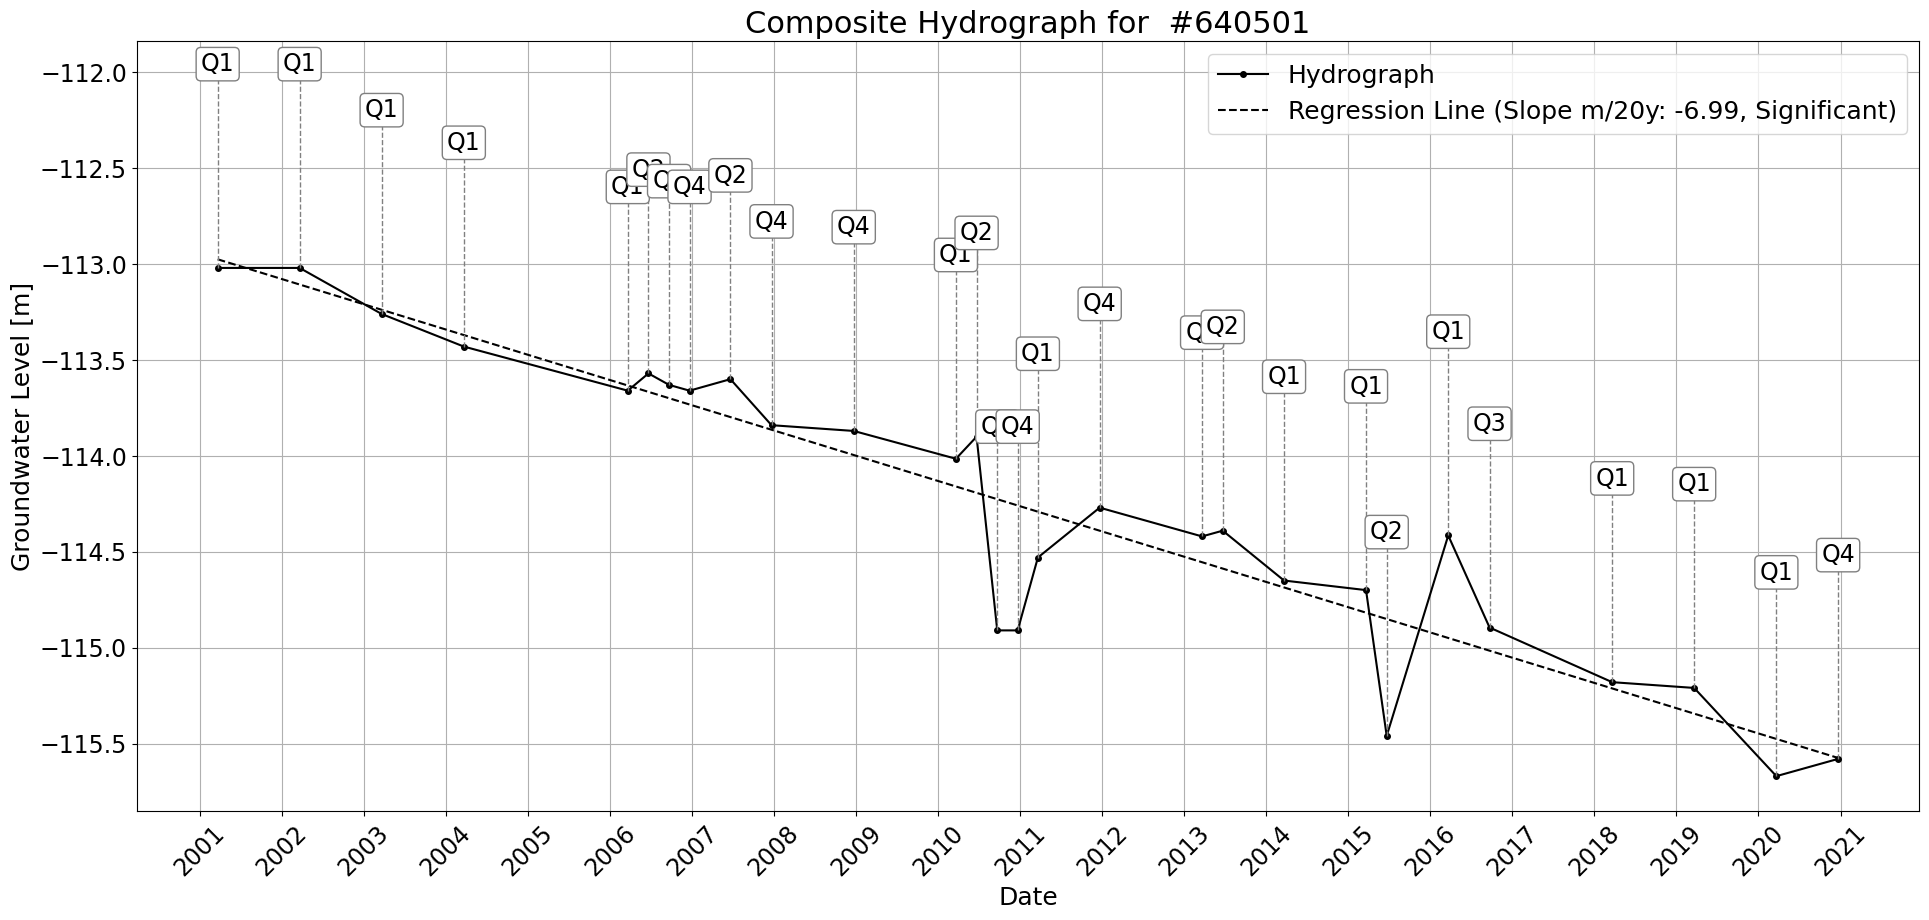 Composite Hydrograph for  #640501
Hydrograph
Regression Line (Slope m/20y: -6.99, Significant)
Groundwater Level [m]
−112.0
−112.5
−113.0
−113.5
−114.0
−114.5
−115.0
−115.5
Q1
Q1
Q1
Q1
Q1
Q4
Q2
Q4
Q4
Q1
Q2
Q4
Q1
Q4
Q2
Q1
Q1
Q2
Q1
Q3
Q1
Q1
Q1
Q4
2001
2002
2003
2004
2005
2006
2007
2008
2009
2010
2011
2012
2013
2014
2015
2016
2017
2018
2019
2020
2021
Date